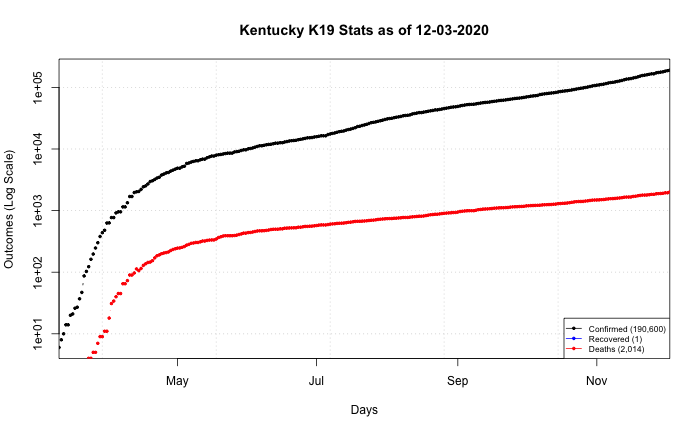 Kentucky K19 Stats as of 12-03-2020
Outcomes (Log Scale)
1e+05
1e+04
1e+03
1e+02
1e+01
Confirmed (190,600)
Recovered (1)
Deaths (2,014)
May
Jul
Sep
Nov
Days